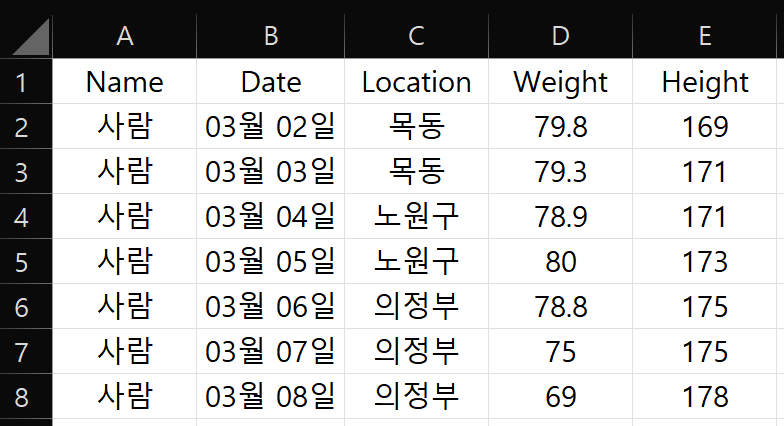 A B C D E
1 Name Date Location Weight Height
2 사람 03월 02일 목동 79.8 169
3 사람 03월 03일 목동 79.3 171
4 사람 03월 04일 노원구 78.9 171
5 사람 03월 05일 노원구 80 173
6 사람 03월 06일 의정부 78.8 175
7 사람 03월 07일 의정부 75 175
8 사람 03월 08일 의정부 69 178